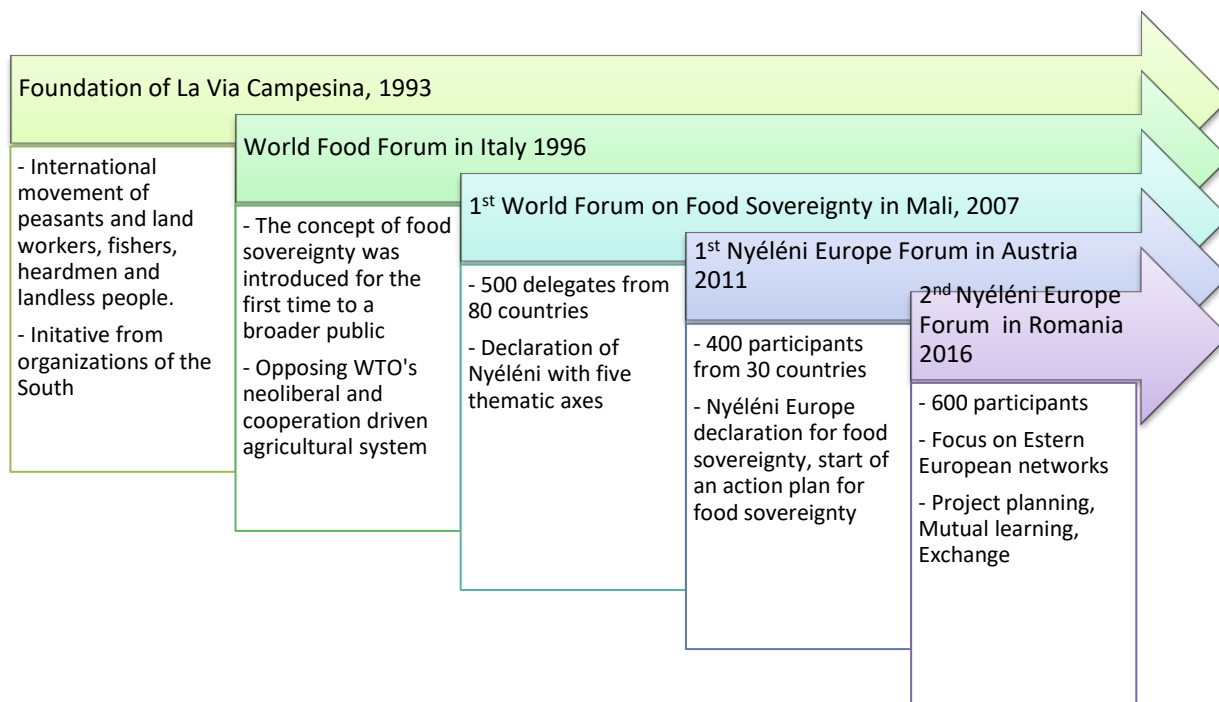 Foundation of La Via Campesina, 1993
- International
movement of
peasants and land
workers, fishers,
heardmen and
landless people.
- Initative from
organizations of the
South
World Food Forum in Italy 1996
- The concept of food
sovereignty was
introduced for the
first time to a
broader public
- Opposing WTO's
neoliberal and
cooperation driven
agricultural system
1st World Forum on Food Sovereignty in Mali, 2007
- 500 delegates from
80 countries
- Declaration of
Nyéléni with five
thematic axes
1st Nyéléni Europe Forum in Austria
2011
- 400 participants
from 30 countries
- Nyéléni Europe
declaration for food
sovereignty, start of
an action plan for
food sovereignty
2nd Nyéléni Europe
Forum in Romania
2016
- 600 participants
- Focus on Estern
European networks
- Project planning,
Mutual learning,
Exchange